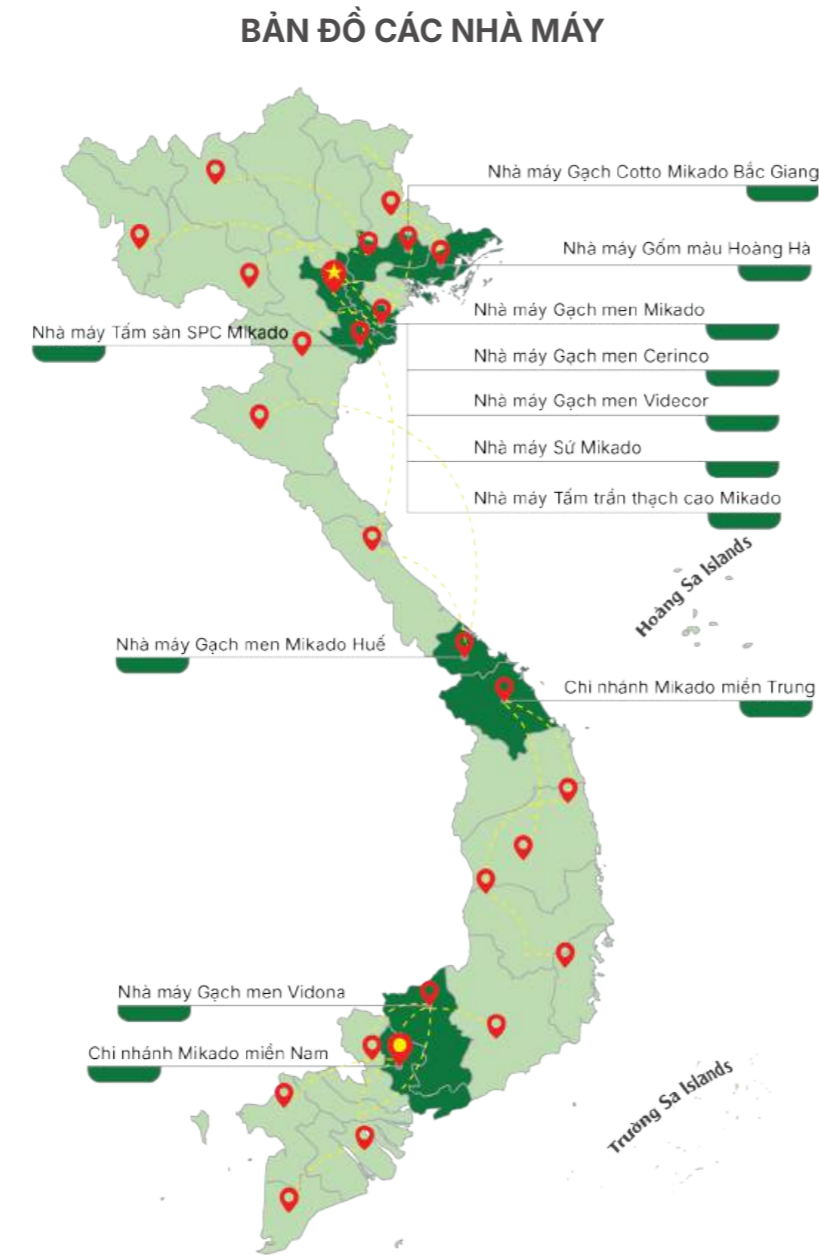 BẢN ĐỒ CÁC NHÀ MÁY
Nhà máy Gạch Cotto Mikado Bắc Giang
Nhà máy Gốm màu Hoàng Hà
Nhà máy Gạch men Mikado
Nhà máy Tấm sàn SPC Mikado
Nhà máy Gạch men Cerinco
Nhà máy Gạch men Videcor
Nhà máy Sứ Mikado
Nhà máy Tấm trần thạch cao Mikado
Hoàng Sa Islands
Nhà máy Gạch men Mikado Huế
Chi nhánh Mikado miền Trung
Nhà máy Gạch men Vidona
Chi nhánh Mikado miền Nam
Trường Sa Islands